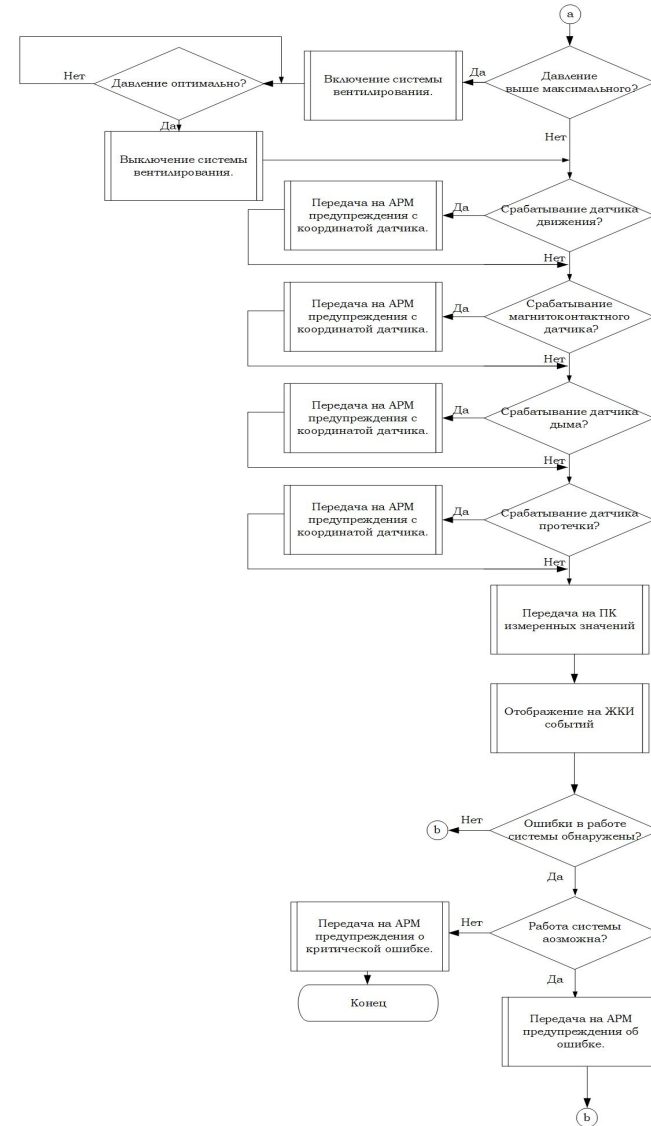 a
Давление
выше максимального?
Да
Включение системы
вентилирования.
Давление оптимально?
Нет
Да
Выключение системы
вентилирования.
Нет
Срабатывание датчика
движения?
Да
Передача на АРМ
предупреждения с
координатой датчика.
Нет
Срабатывание
магнитоконтактного
датчика?
Да
Передача на АРМ
предупреждения с
координатой датчика.
Нет
Срабатывание датчика
дыма?
Да
Передача на АРМ
предупреждения с
координатой датчика.
Нет
Срабатывание датчика
протечки?
Да
Передача на АРМ
предупреждения с
координатой датчика.
Нет
Передача на ПК
измеренных значений
Отображение на ЖКИ
событий
Ошибки в работе
системы обнаружены?
Нет
b
Да
Работа системы
аозможна?
Нет
Передача на АРМ
предупреждения о
критической ошибке.
Конец
Да
Передача на АРМ
предупреждения об
ошибке.
b